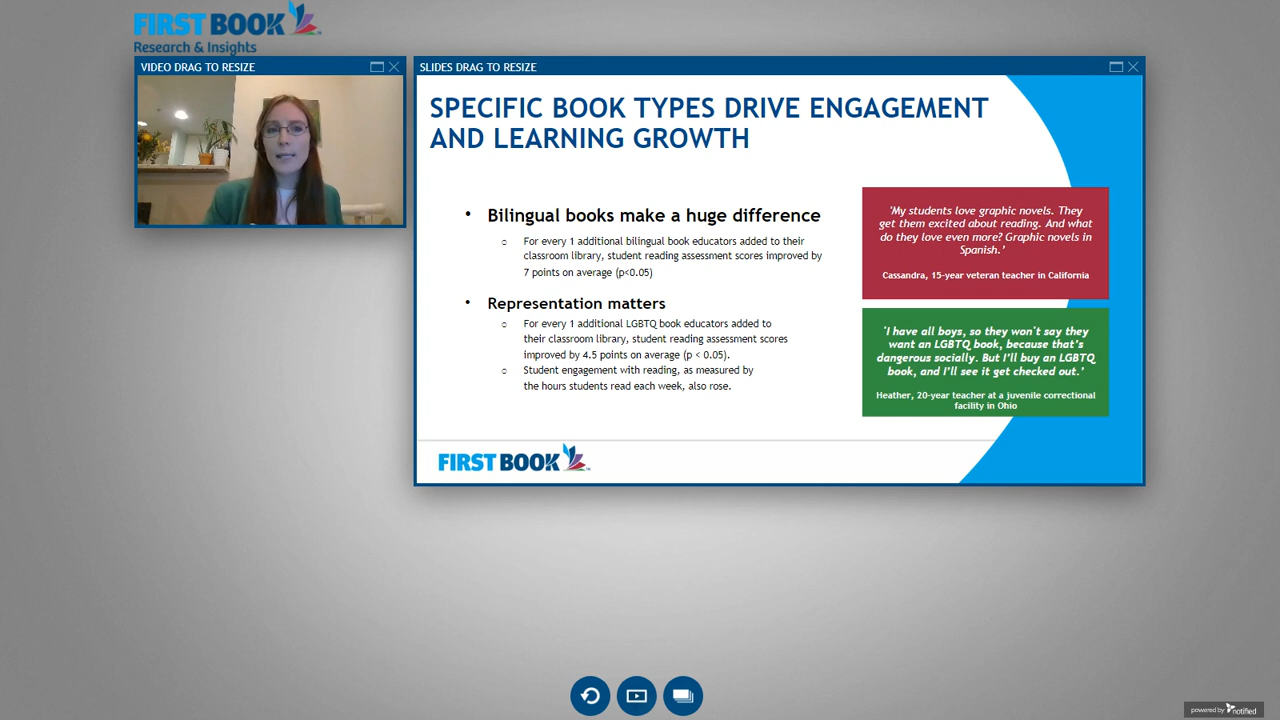 FIRST BOOK
Research & Insights
VIDEO DRAG TO RESIZE
SLIDES DRAG TO RESIZE
SPECIFIC BOOK TYPES DRIVE ENGAGEMENT
AND LEARNING GROWTH
• Bilingual books make a huge difference
○ For every 1 additional bilingual book educators added to their
classroom library, student reading assessment scores improved by
7 points on average (p<0.05)
• Representation matters
○ For every 1 additional LGBTQ book educators added to
their classroom library, student reading assessment scores
improved by 4.5 points on average (p < 0.05).
○ Student engagement with reading, as measured by
the hours students read each week, also rose.
'My students love graphic novels. They
get them excited about reading. And what
do they love even more? Graphic novels in
Spanish.'
Cassandra, 15-year veteran teacher in California
'I have all boys, so they won't say they
want an LGBTQ book, because that's
dangerous socially. But I'll buy an LGBTQ
book, and I'll see it get checked out.'
Heather, 20-year teacher at a juvenile correctional
facility in Ohio
FIRST BOOK
powered by notified